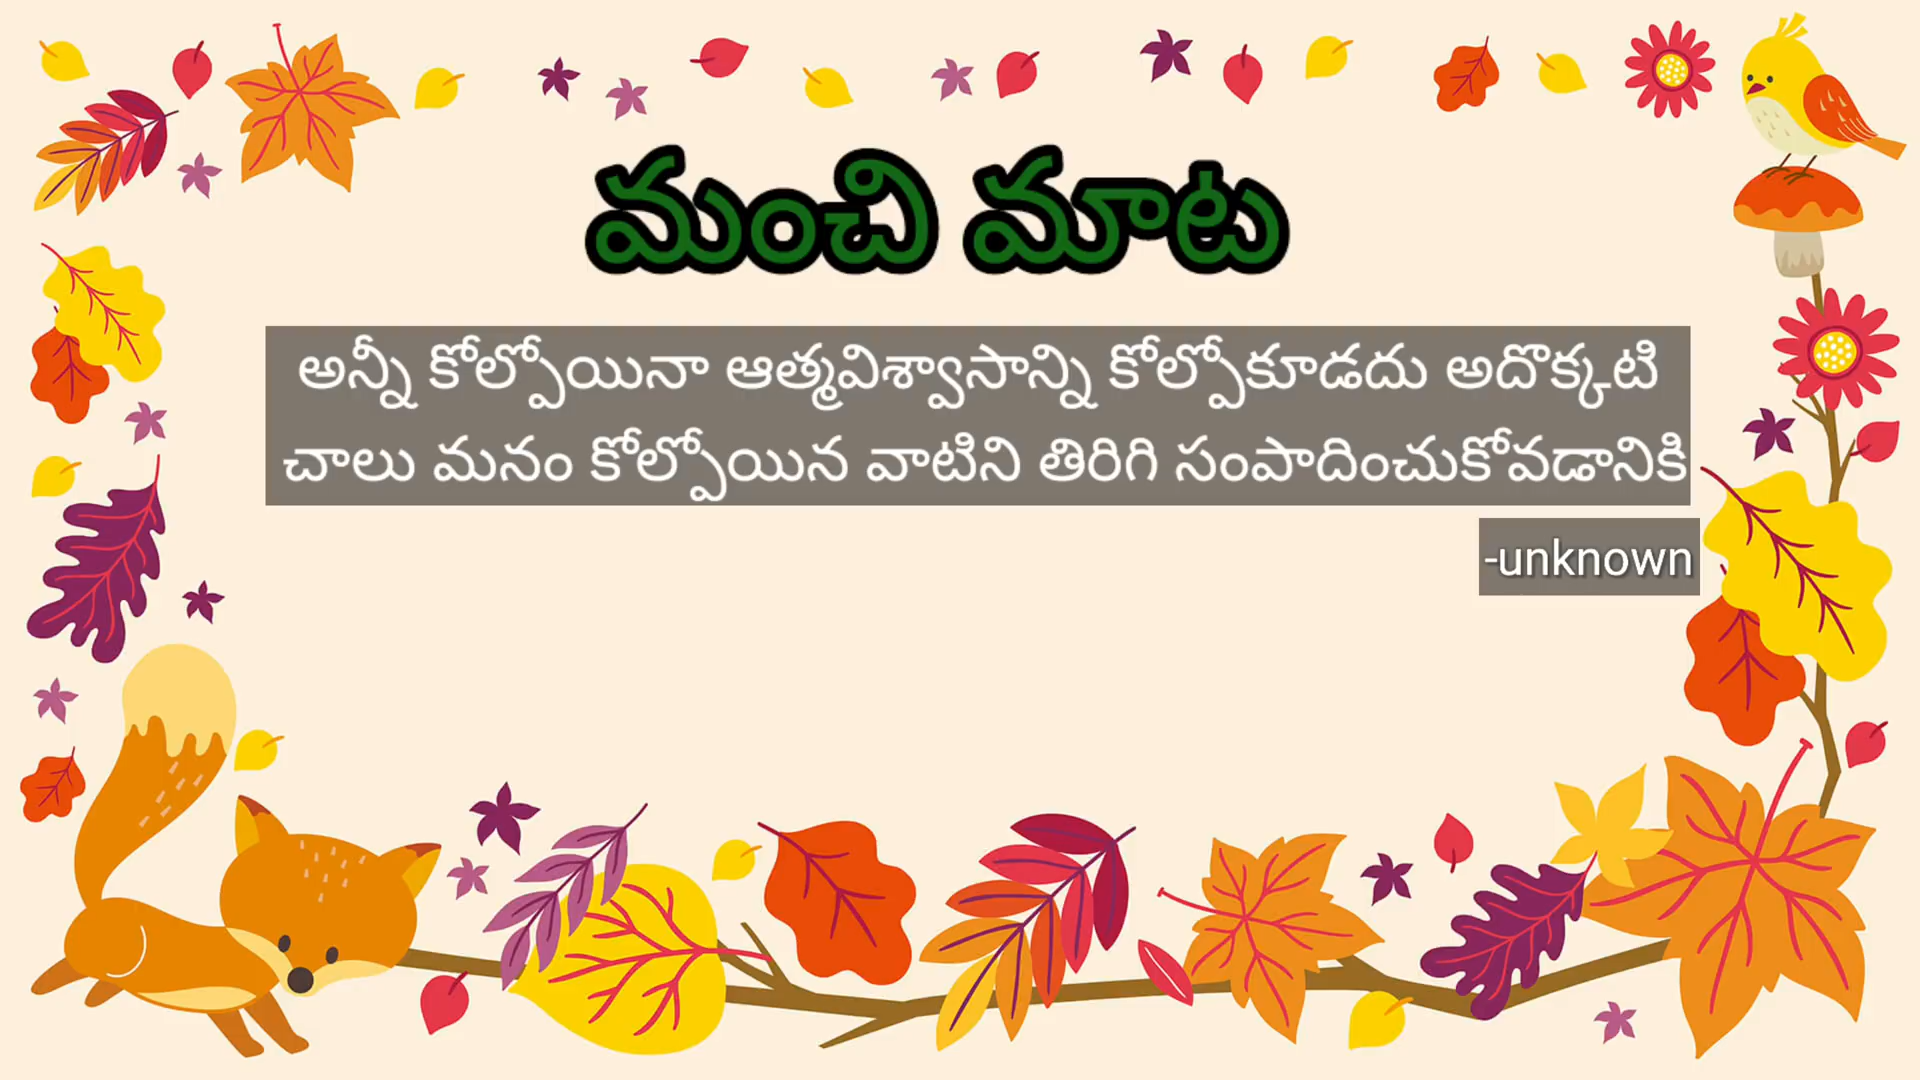 మంచి మాట
అన్నీ కోల్పోయినా ఆత్మవిశ్వాసాన్ని కోల్పోకూడదు అదొక్కటి
చాలు మనం కోల్పోయిన వాటిని తిరిగి సంపాదించుకోవడానికి
-unknown